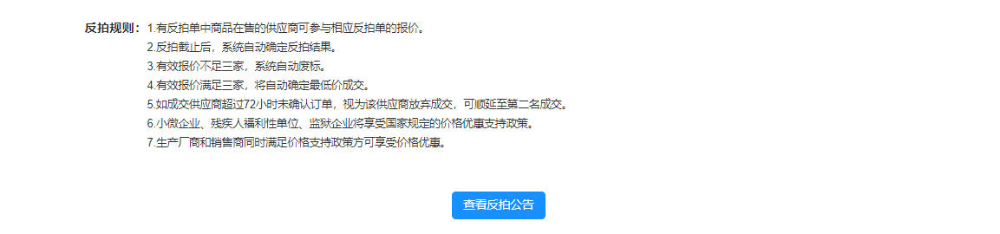 反拍规则：1.有反拍单中商品在售的供应商可参与相应反拍单的报价。
2.反拍截止后，系统自动确定反拍结果。
3.有效报价不足三家，系统自动废标。
4.有效报价满足三家，将自动确定最低价成交。
5.如成交供应商超过72小时未确认订单，视为该供应商放弃成交，可顺延至第二名成交。
6.小微企业、残疾人福利性单位、监狱企业将享受国家规定的价格优惠支持政策。
7.生产厂商和销售商同时满足价格支持政策方可享受价格优惠。
查看反拍公告